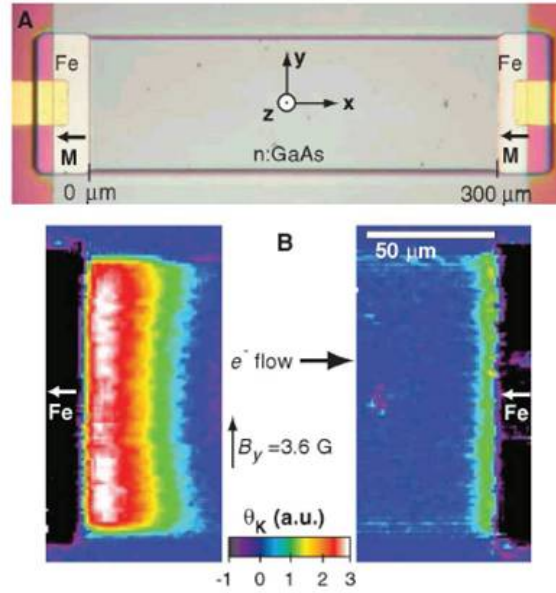 A
Fe
Fe
y
z
x
M
M
n:GaAs
0 μm
300 μm
B
50 μm
e⁻ flow
Fe
Fe
B_y =3.6 G
θ_K (a.u.)
-1 0 1 2 3